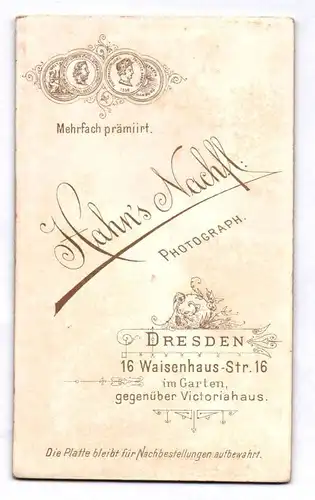 Mehrfach prämiirt.
Hahn's Nachfl:
PHOTOGRAPH.
DRESDEN
16 Waisenhaus-Str. 16
im Garten,
gegenüber Victoriahaus.
Die Platte bleibt für Nachbestellungen aufbewahrt.